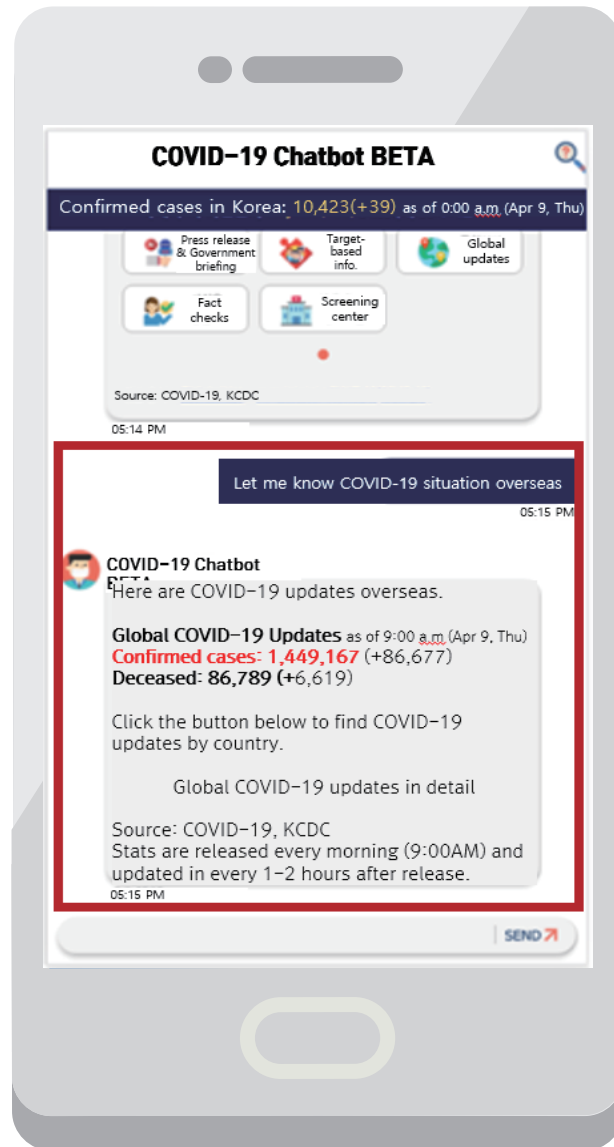 COVID-19 Chatbot BETA
Confirmed cases in Korea: 10,423(+39) as of 0:00 a.m (Apr 9, Thu)
Press release
& Government
briefing
Target-
based
info.
Global
updates
Fact
checks
Screening
center
Source: COVID-19, KCDC
05:14 PM
Let me know COVID-19 situation overseas
05:15 PM
COVID-19 Chatbot
BETA
Here are COVID-19 updates overseas.
Global COVID-19 Updates as of 9:00 a.m (Apr 9, Thu)
Confirmed cases: 1,449,167 (+86,677)
Deceased: 86,789 (+6,619)
Click the button below to find COVID-19
updates by country.
Global COVID-19 updates in detail
Source: COVID-19, KCDC
Stats are released every morning (9:00AM) and
updated in every 1-2 hours after release.
05:15 PM
SEND